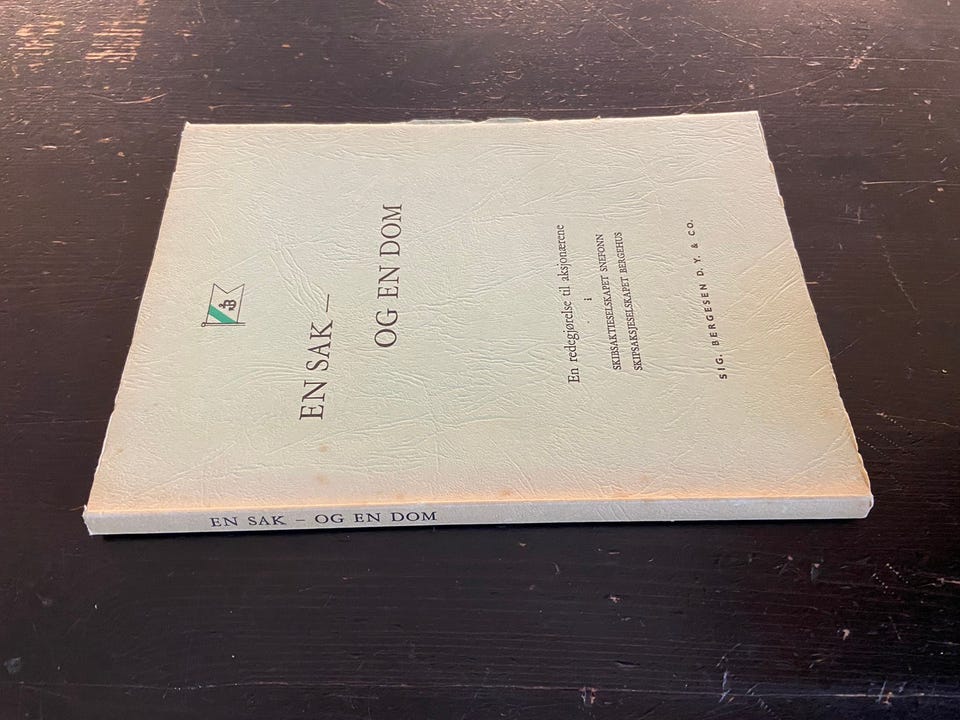 EN SAK –
OG EN DOM
En redegjørelse til aksjonærene
i
SKIBSAKTIESELSKAPET SNEFONN
SKIPSAKSJESELSKAPET BERGEHUS
SIG. BERGESEN D. Y. & CO.
EN SAK – OG EN DOM